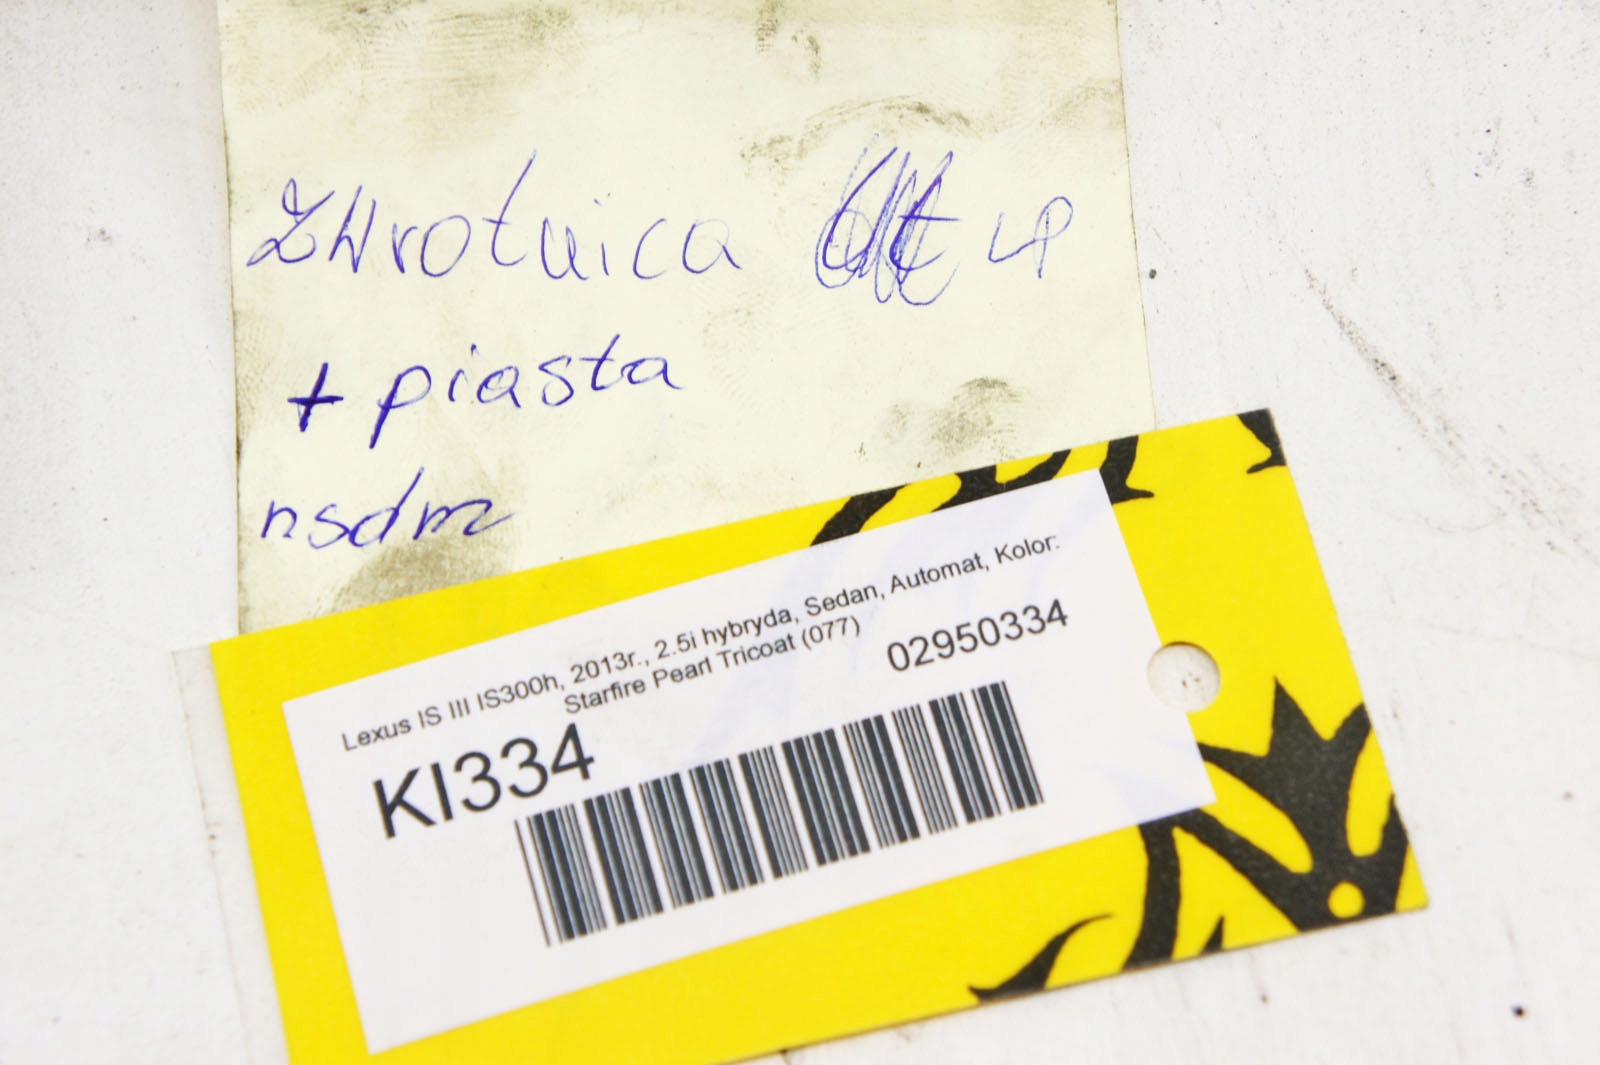 Zwrotnica LP
+ piasta
nsdm
Lexus IS III IS300h, 2013r., 2.5i hybryda, Sedan, Automat, Kolor:
Starfire Pearl Tricoat (077)
02950334
KI334